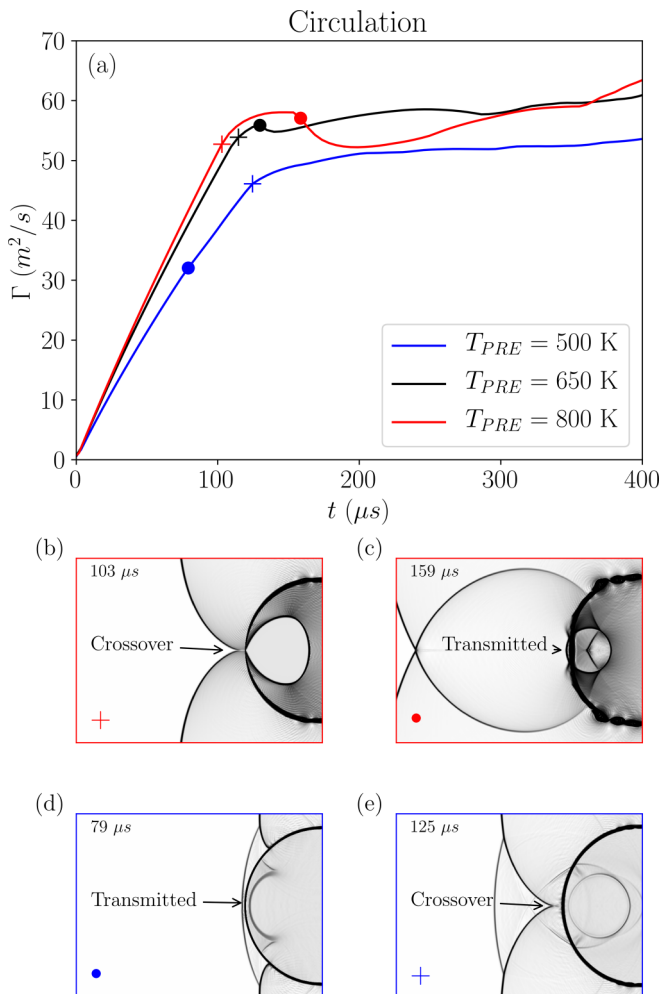 Circulation
(a)
70
60
50
40
30
20
10
0
Γ (m²/s)
T_PRE = 500 K
T_PRE = 650 K
T_PRE = 800 K
0 100 200 300 400
t (μs)
(b)
103 μs
Crossover
(c)
159 μs
Transmitted
(d)
79 μs
Transmitted
(e)
125 μs
Crossover